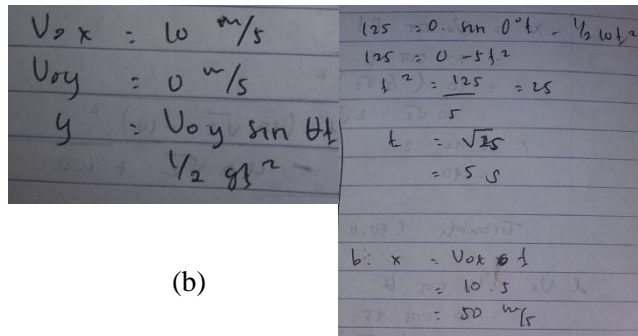 Vox = 10 m/s
Voy = 0 m/s
y = Voy sin θt
1/2 gt² -
(b)
125 = 0. sin 0°t - 1/2 10t²
125 = 0 - 5t²
t² = 125/5 = 25
t = √25
= 5 s
b. x = Vox . t
= 10 . 5
= 50 m/s